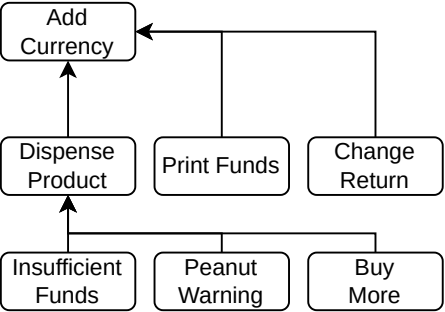 Add
Currency
Dispense
Product
Print Funds
Change
Return
Insufficient
Funds
Peanut
Warning
Buy
More